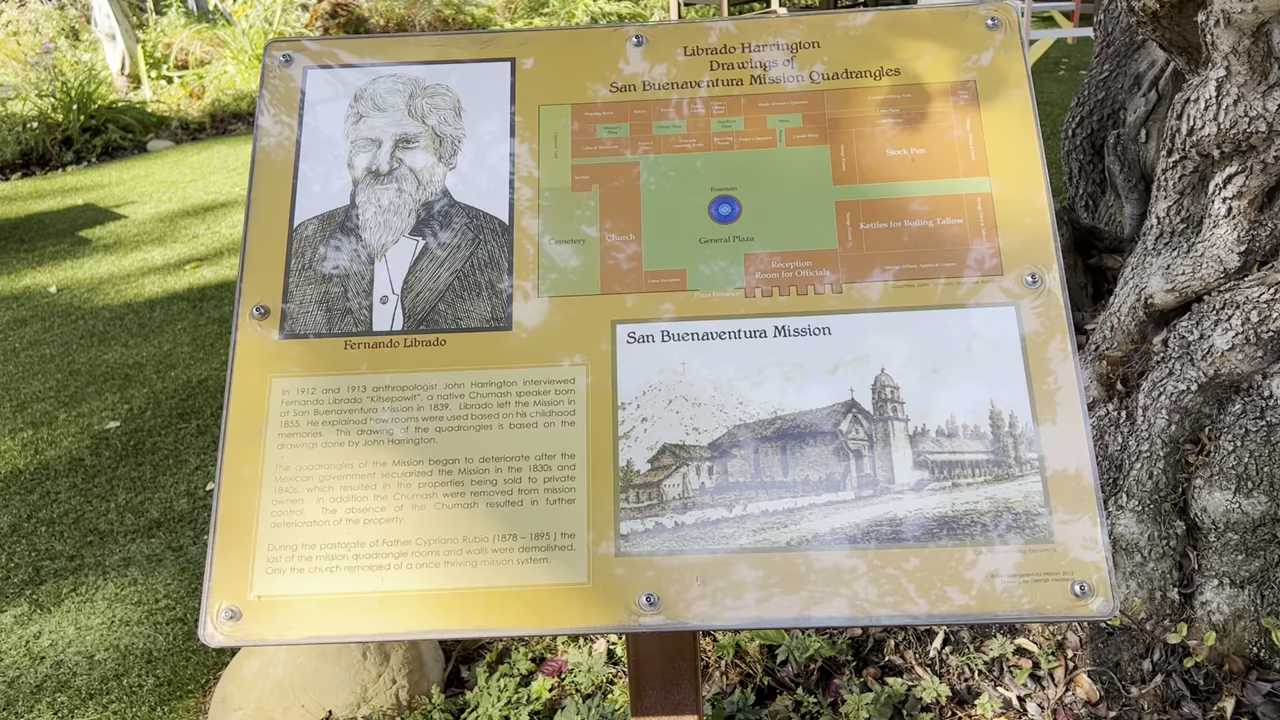 Librado Harrington
Drawings of
San Buenaventura Mission Quadrangles
Fernando Librado
Stock Pen
Fountain
General Plaza
Cemetery
Church
Kettles for Boiling Tallow
Reception
Room for Officials
Plaza Entrance
San Buenaventura Mission
In 1912 and 1913 anthropologist John Harrington interviewed
Fernando Librado "Kitsepowit", a native Chumash speaker born
at San Buenaventura Mission in 1839. Librado left the Mission in
1855. He explained how rooms were used based on his childhood
memories. This drawing of the quadrangles is based on the
drawings done by John Harrington.
The quadrangles of the Mission began to deteriorate after the
Mexican government secularized the Mission in the 1830s and
1840s, which resulted in the properties being sold to private
owners. In addition the Chumash were removed from mission
control. The absence of the Chumash resulted in further
deterioration of the property.
During the pastorate of Father Cypriano Rubio (1878 – 1895 ) the
last of the mission quadrangle rooms and walls were demolished.
Only the church remained of a once thriving mission system.